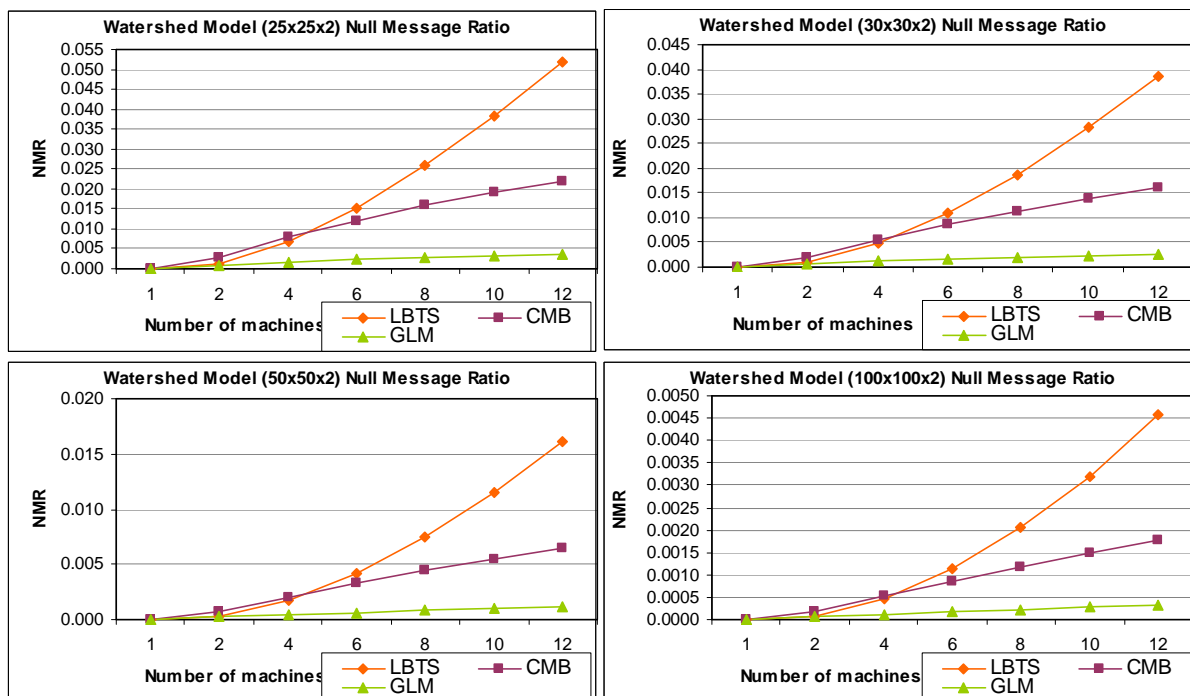 Watershed Model (25x25x2) Null Message Ratio
0.055
0.050
0.045
0.040
0.035
0.030
0.025
0.020
0.015
0.010
0.005
0.000
NMR
1 2 4 6 8 10 12
Number of machines
LBTS CMB
GLM
Watershed Model (30x30x2) Null Message Ratio
0.045
0.040
0.035
0.030
0.025
0.020
0.015
0.010
0.005
0.000
NMR
1 2 4 6 8 10 12
Number of machines
LBTS CMB
GLM
Watershed Model (50x50x2) Null Message Ratio
0.020
0.015
0.010
0.005
0.000
NMR
1 2 4 6 8 10 12
Number of machines
LBTS CMB
GLM
Watershed Model (100x100x2) Null Message Ratio
0.0050
0.0045
0.0040
0.0035
0.0030
0.0025
0.0020
0.0015
0.0010
0.0005
0.0000
NMR
1 2 4 6 8 10 12
Number of machines
LBTS CMB
GLM